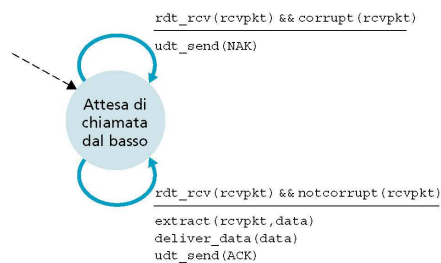 rdt_rcv(rcvpkt) && corrupt(rcvpkt)
udt_send(NAK)
Attesa di
chiamata
dal basso
rdt_rcv(rcvpkt) && notcorrupt(rcvpkt)
extract(rcvpkt,data)
deliver_data(data)
udt_send(ACK)